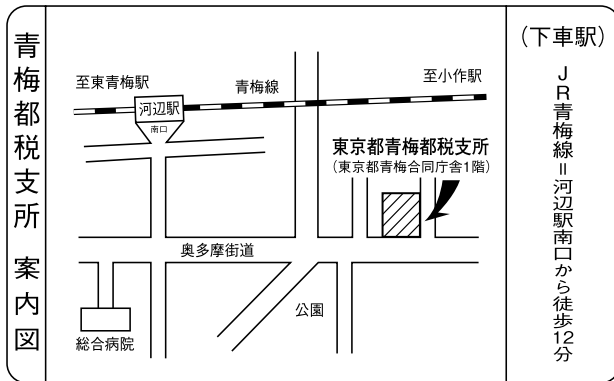 青梅都税支所 案内図
至東青梅駅
青梅線
至小作駅
河辺駅
南口
東京都青梅都税支所
(東京都青梅合同庁舎1階)
奥多摩街道
公園
総合病院
(下車駅)
JR青梅線=河辺駅南口から徒歩12分